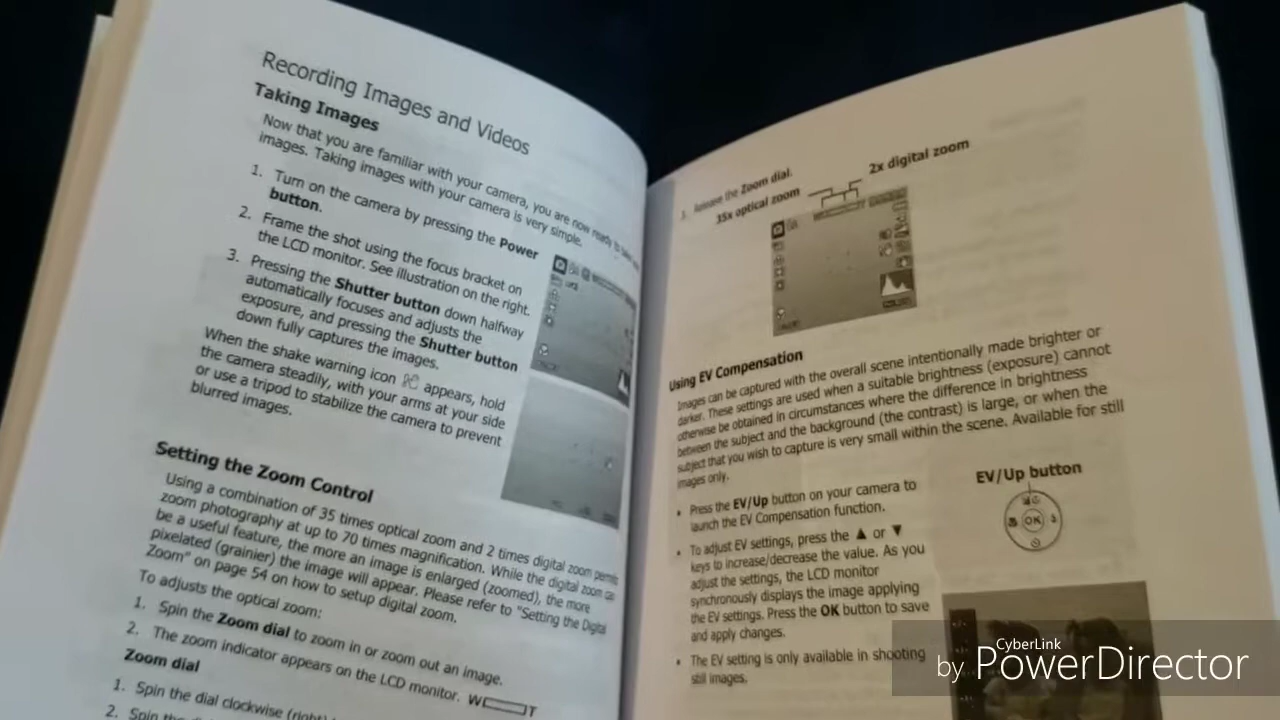 Recording Images and Videos
Taking Images
Now that you are familiar with your camera, you are now ready to take
images. Taking images with your camera is very simple.
1. Turn on the camera by pressing the Power
button.
2. Frame the shot using the focus bracket on
the LCD monitor. See illustration on the right.
3. Pressing the Shutter button down halfway
automatically focuses and adjusts the
exposure, and pressing the Shutter button
down fully captures the images.
When the shake warning icon appears, hold
the camera steadily, with your arms at your side
or use a tripod to stabilize the camera to prevent
blurred images.
Setting the Zoom Control
Using a combination of 35 times optical zoom and 2 times digital zoom permits
zoom photography at up to 70 times magnification. While the digital zoom can
be a useful feature, the more an image is enlarged (zoomed), the more
pixelated (grainier) the image will appear. Please refer to "Setting the Digital
Zoom" on page 54 on how to setup digital zoom.
To adjusts the optical zoom:
1. Spin the Zoom dial to zoom in or zoom out an image.
2. The zoom indicator appears on the LCD monitor. W T
Zoom dial
1. Spin the dial clockwise (right)
2. Spin the
3. Release the Zoom dial.
35x optical zoom
2x digital zoom
Using EV Compensation
Images can be captured with the overall scene intentionally made brighter or
darker. These settings are used when a suitable brightness (exposure) cannot
otherwise be obtained in circumstances where the difference in brightness
between the subject and the background (the contrast) is large, or when the
subject that you wish to capture is very small within the scene. Available for still
images only.
• Press the EV/Up button on your camera to
launch the EV Compensation function.
• To adjust EV settings, press the ▲ or ▼
keys to increase/decrease the value. As you
adjust the settings, the LCD monitor
synchronously displays the image applying
the EV settings. Press the OK button to save
and apply changes.
• The EV setting is only available in shooting
still images.
EV/Up button
OK
CyberLink
by PowerDirector